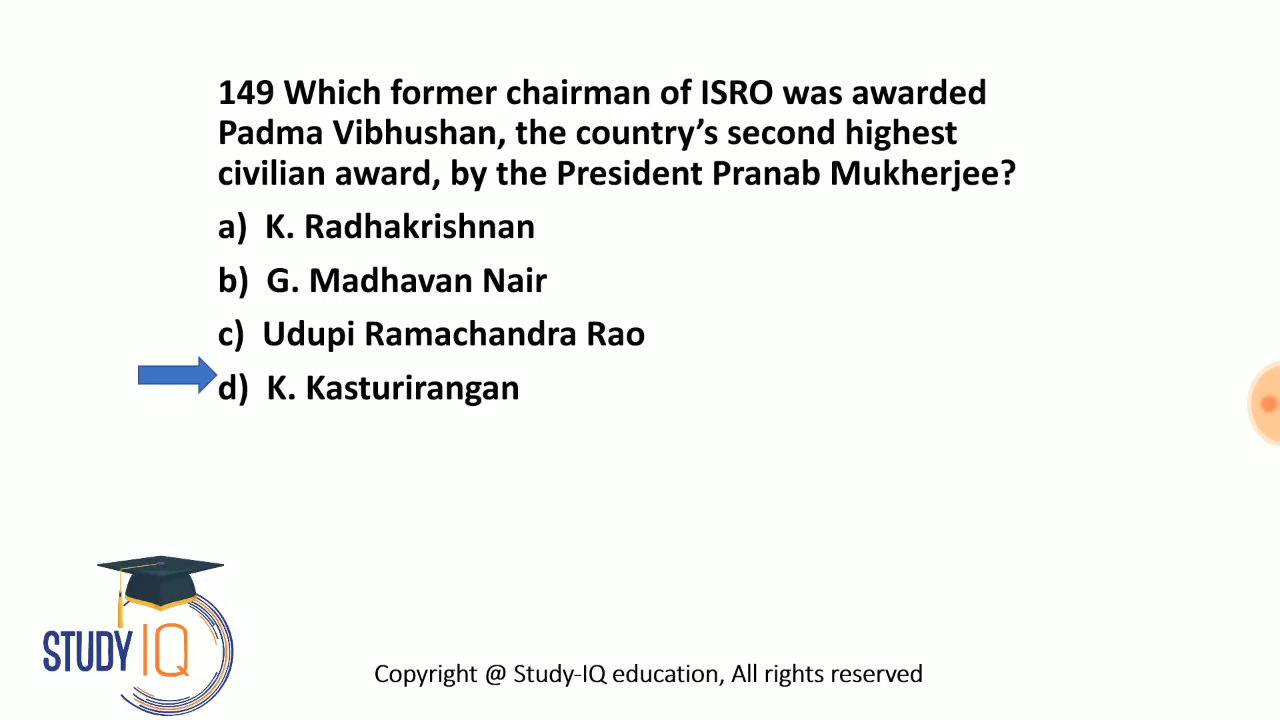 149 Which former chairman of ISRO was awarded
Padma Vibhushan, the country’s second highest
civilian award, by the President Pranab Mukherjee?
a) K. Radhakrishnan
b) G. Madhavan Nair
c) Udupi Ramachandra Rao
d) K. Kasturirangan
STUDY IQ
Copyright @ Study-IQ education, All rights reserved